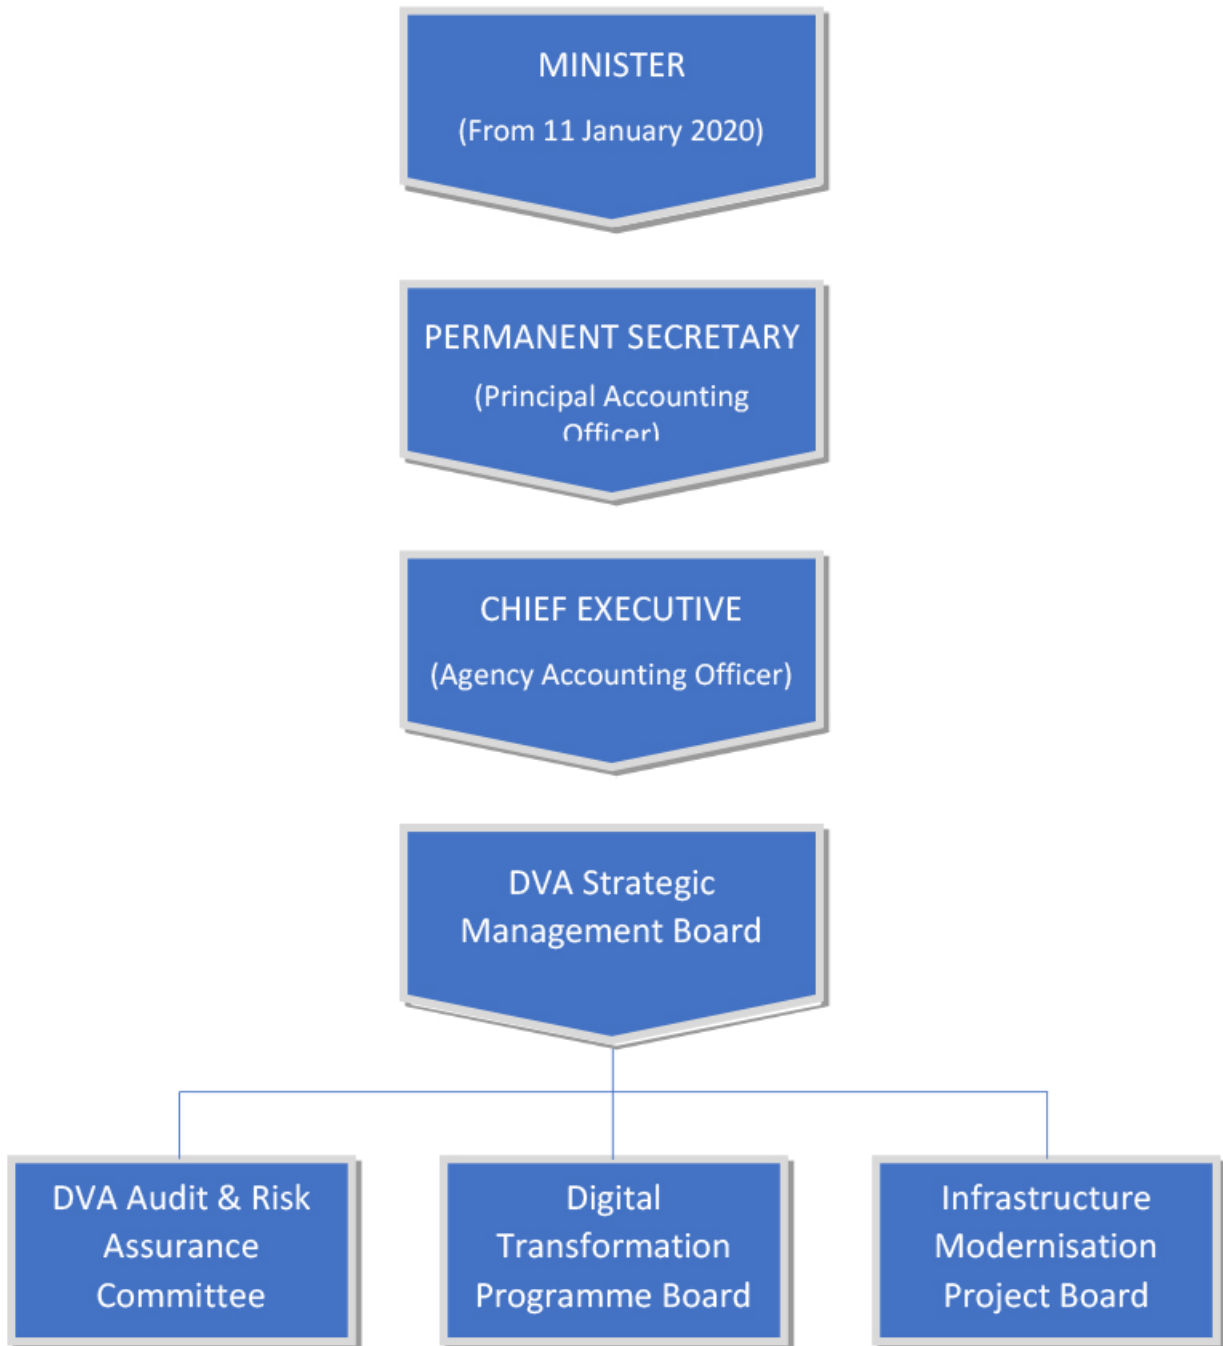 MINISTER
(From 11 January 2020)
PERMANENT SECRETARY
(Principal Accounting
Officer)
CHIEF EXECUTIVE
(Agency Accounting Officer)
DVA Strategic
Management Board
DVA Audit & Risk
Assurance
Committee
Digital
Transformation
Programme Board
Infrastructure
Modernisation
Project Board